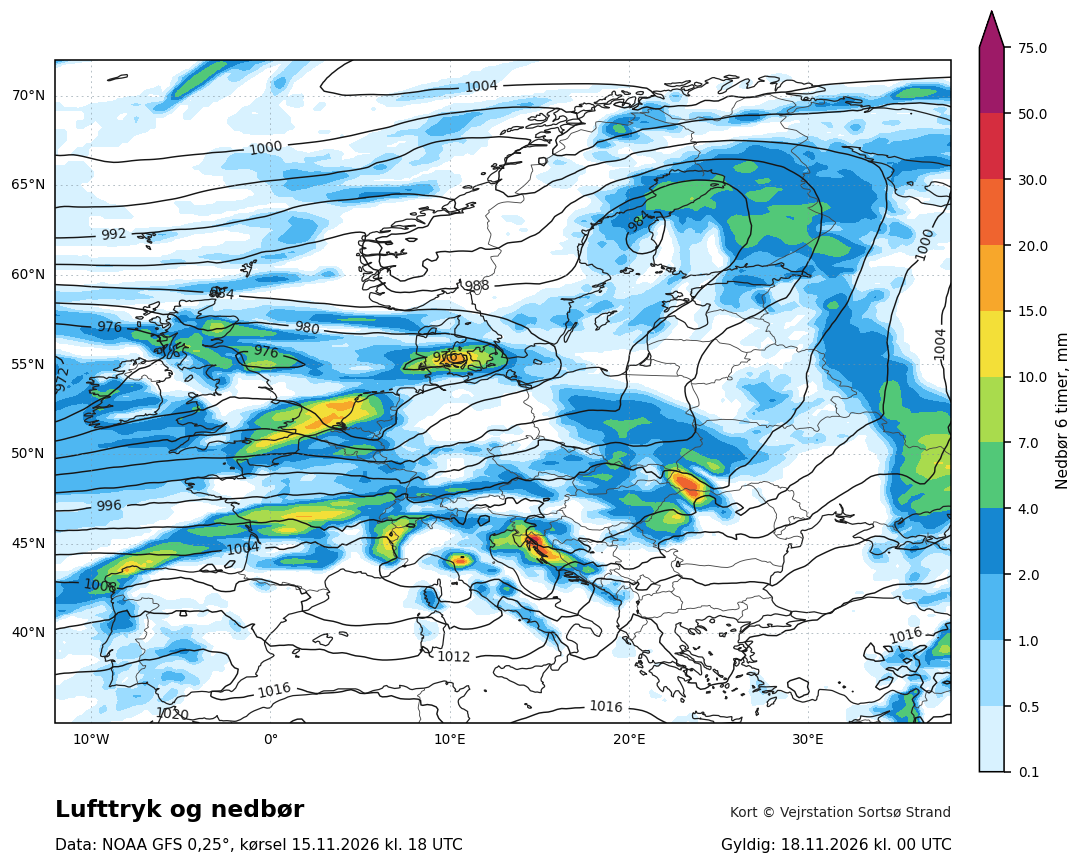 75.0
50.0
30.0
20.0
15.0
10.0
7.0
4.0
2.0
1.0
0.5
0.1
Nedbør 6 timer, mm
70°N
65°N
60°N
55°N
50°N
45°N
40°N
10°W
0°
10°E
20°E
30°E
1004
1000
992
984
984
988
1000
976
980
976
976
976
972
1004
996
1004
1008
1012
1016
1016
1016
1020
Lufttryk og nedbør
Kort © Vejrstation Sortsø Strand
Data: NOAA GFS 0,25°, kørsel 15.11.2026 kl. 18 UTC
Gyldig: 18.11.2026 kl. 00 UTC